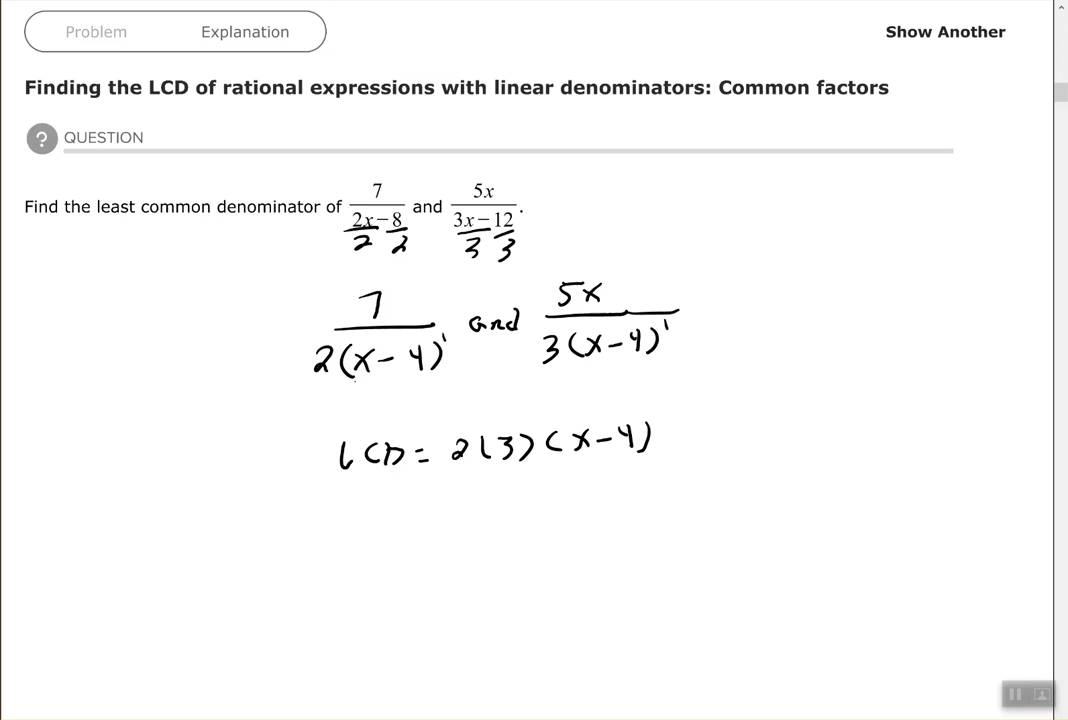 Problem Explanation Show Another
Finding the LCD of rational expressions with linear denominators: Common factors
? QUESTION
Find the least common denominator of 7/(2x−8) and 5x/(3x−12).
2 2 3 3
7/(2(x−4)¹) and 5x/(3(x−4)¹)
LCD = 2(3)(x−4)